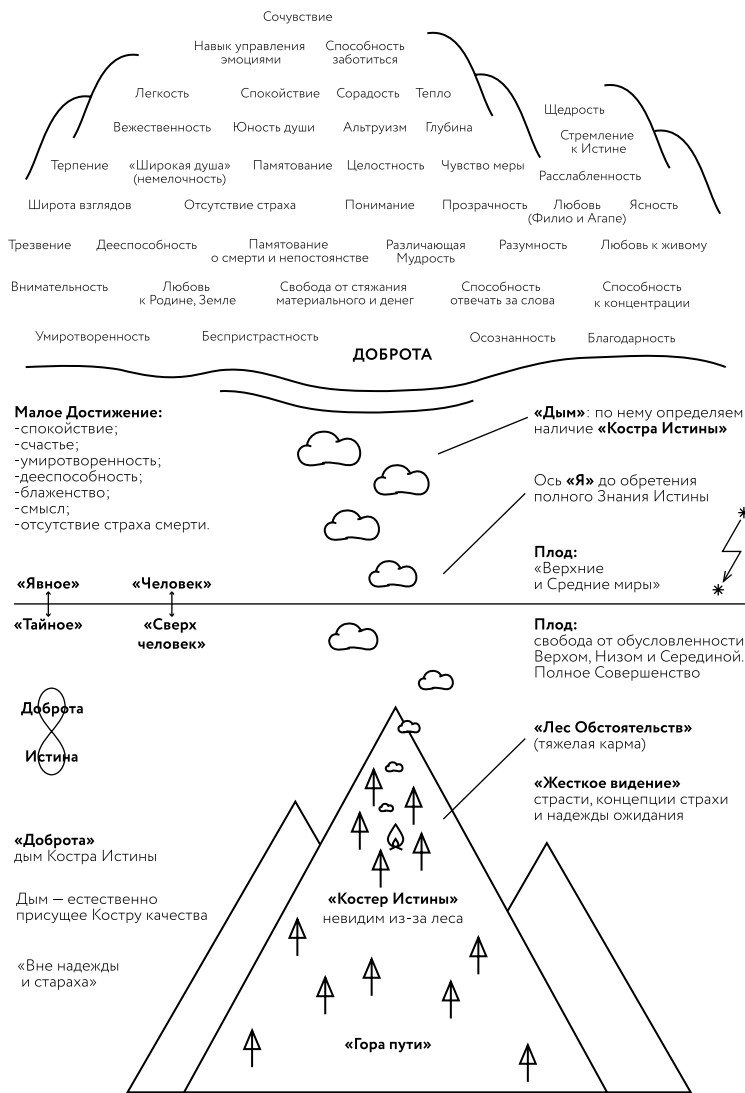 Сочувствие
Навык управления
эмоциями
Способность
заботиться
Легкость
Спокойствие
Сорадость
Тепло
Щедрость
Вежественность
Юность души
Альтруизм
Глубина
Стремление
к Истине
Терпение
«Широкая душа»
(немелочность)
Памятование
Целостность
Чувство меры
Расслабленность
Широта взглядов
Отсутствие страха
Понимание
Прозрачность
Любовь
(Филио и Агапе)
Ясность
Трезвение
Дееспособность
Памятование
о смерти и непостоянстве
Различающая
Мудрость
Разумность
Любовь к живому
Внимательность
Любовь
к Родине, Земле
Свобода от стяжания
материального и денег
Способность
отвечать за слова
Способность
к концентрации
Умиротворенность
Беспристрастность
ДОБРОТА
Осознанность
Благодарность
Малое Достижение:
-спокойствие;
-счастье;
-умиротворенность;
-дееспособность;
-блаженство;
-смысл;
-отсутствие страха смерти.
«Дым» : по нему определяем
наличие «Костра Истины»
Ось «Я» до обретения
полного Знания Истины
Плод:
«Верхние
и Средние миры»
«Явное»
«Человек»
«Тайное»
«Сверх
человек»
Плод:
свобода от обусловленности
Верхом, Низом и Серединой.
Полное Совершенство
Доброта
Истина
«Лес Обстоятельств»
(тяжелая карма)
«Жесткое видение»
страсти, концепции страхи
и надежды ожидания
«Доброта»
дым Костра Истины
Дым — естественно
присущее Костру качества
«Вне надежды
и стараха»
«Костер Истины»
невидим из-за леса
«Гора пути»